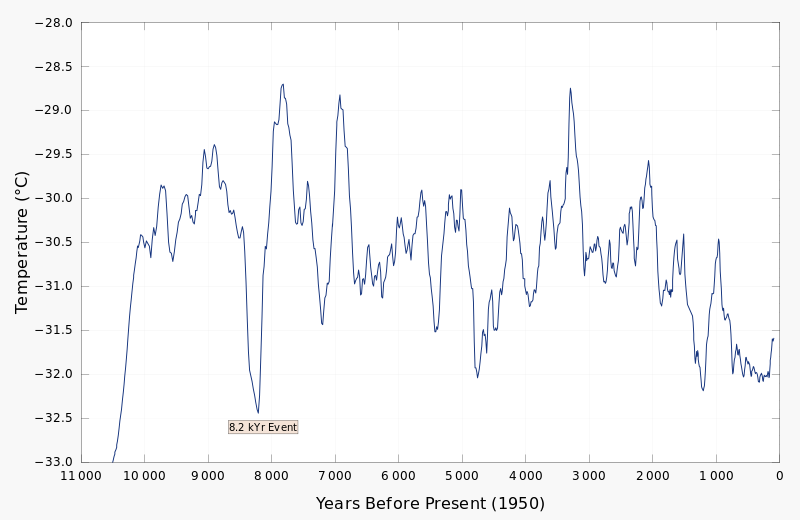 −28.0
−28.5
−29.0
−29.5
−30.0
−30.5
−31.0
−31.5
−32.0
−32.5
−33.0
Temperature (°C)
8.2 kYr Event
11 000 10 000 9 000 8 000 7 000 6 000 5 000 4 000 3 000 2 000 1 000 0
Years Before Present (1950)